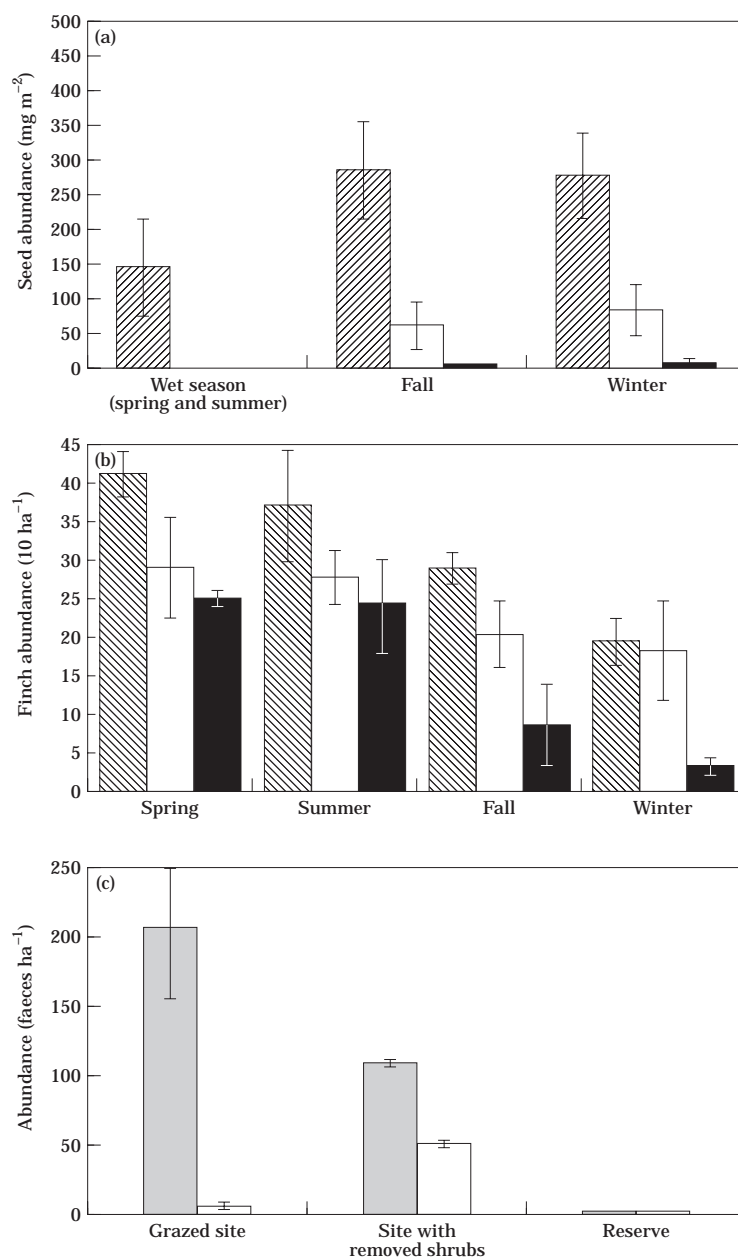 (a)
500
450
400
350
300
250
200
150
100
50
0
Seed abundance (mg m⁻²)
Wet season
(spring and summer)
Fall
Winter
(b)
45
40
35
30
25
20
15
10
5
0
Finch abundance (10 ha⁻¹)
Spring
Summer
Fall
Winter
(c)
250
200
150
100
50
0
Abundance (faeces ha⁻¹)
Grazed site
Site with
removed shrubs
Reserve